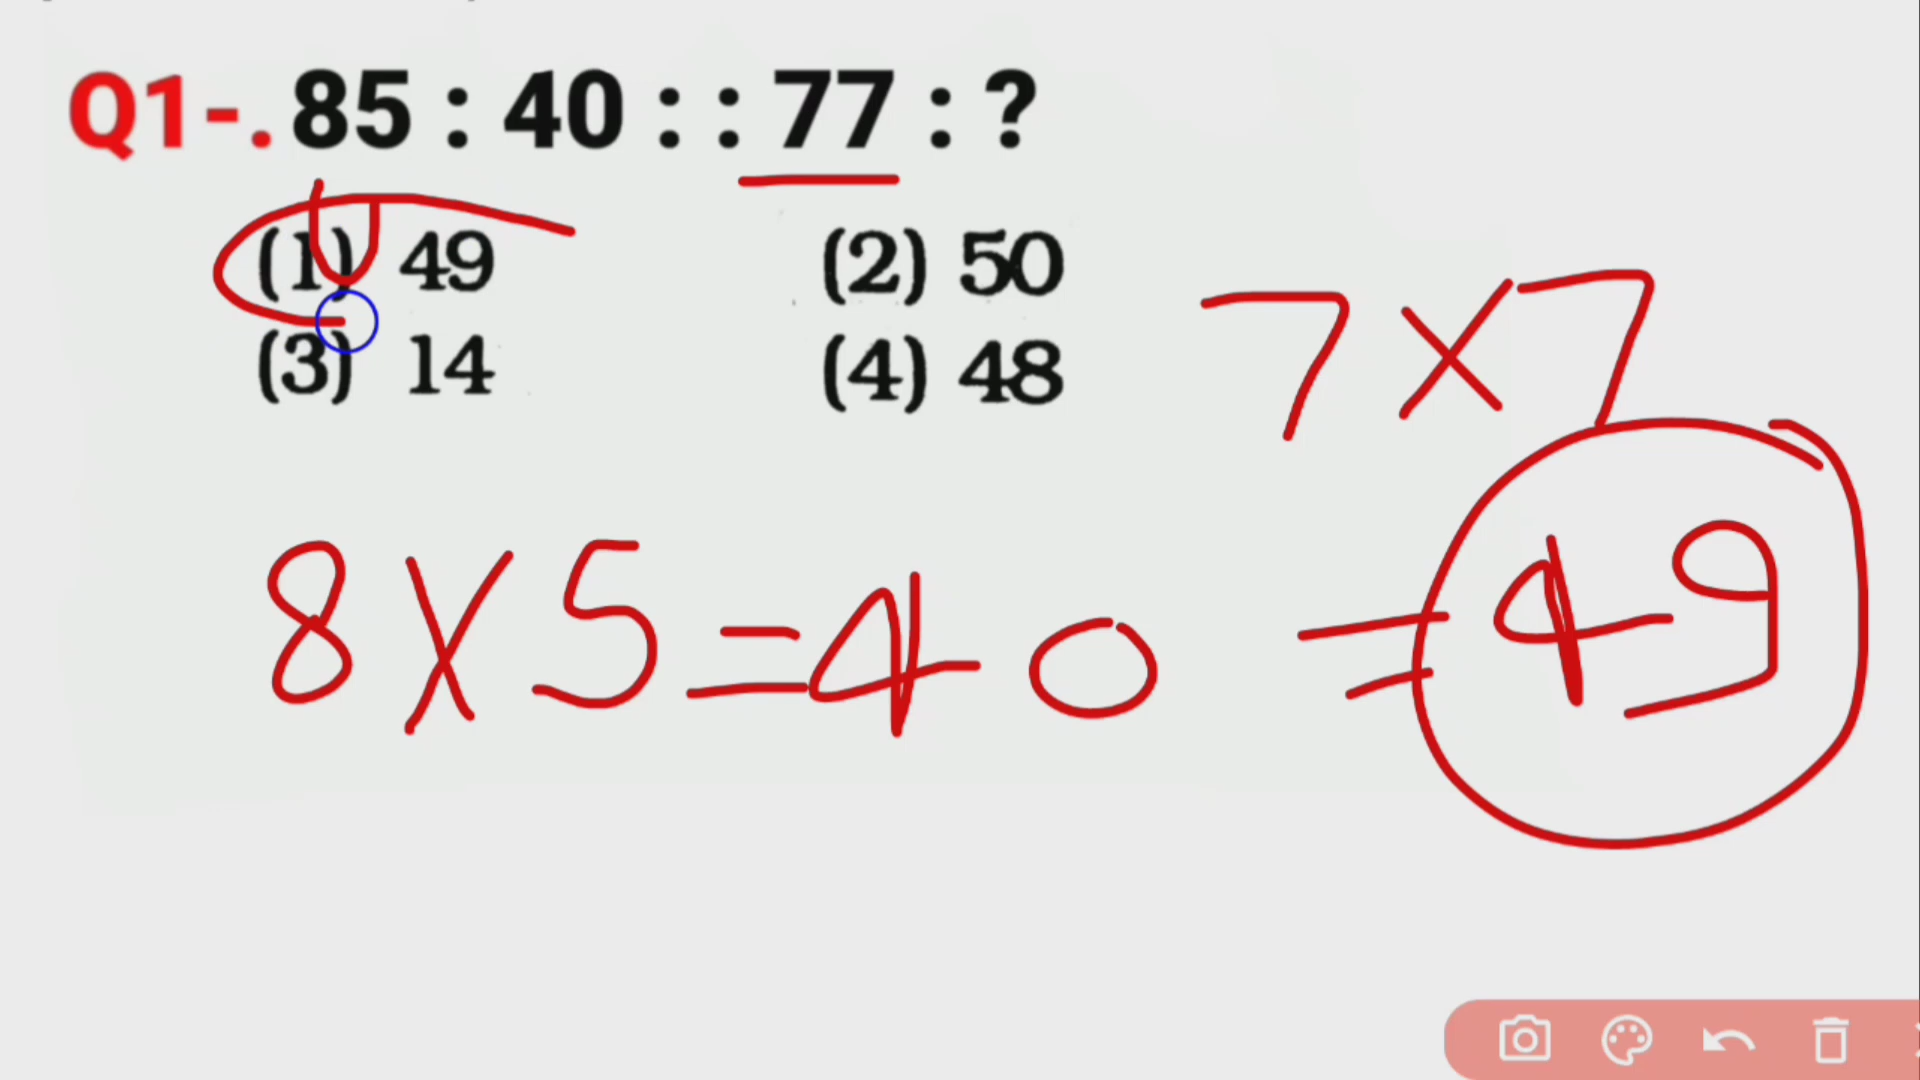 Q1-. 85 : 40 : : 77 : ?
(1) 49 (2) 50
(3) 14 (4) 48
7 x 7
8 X 5 = 40 = 49